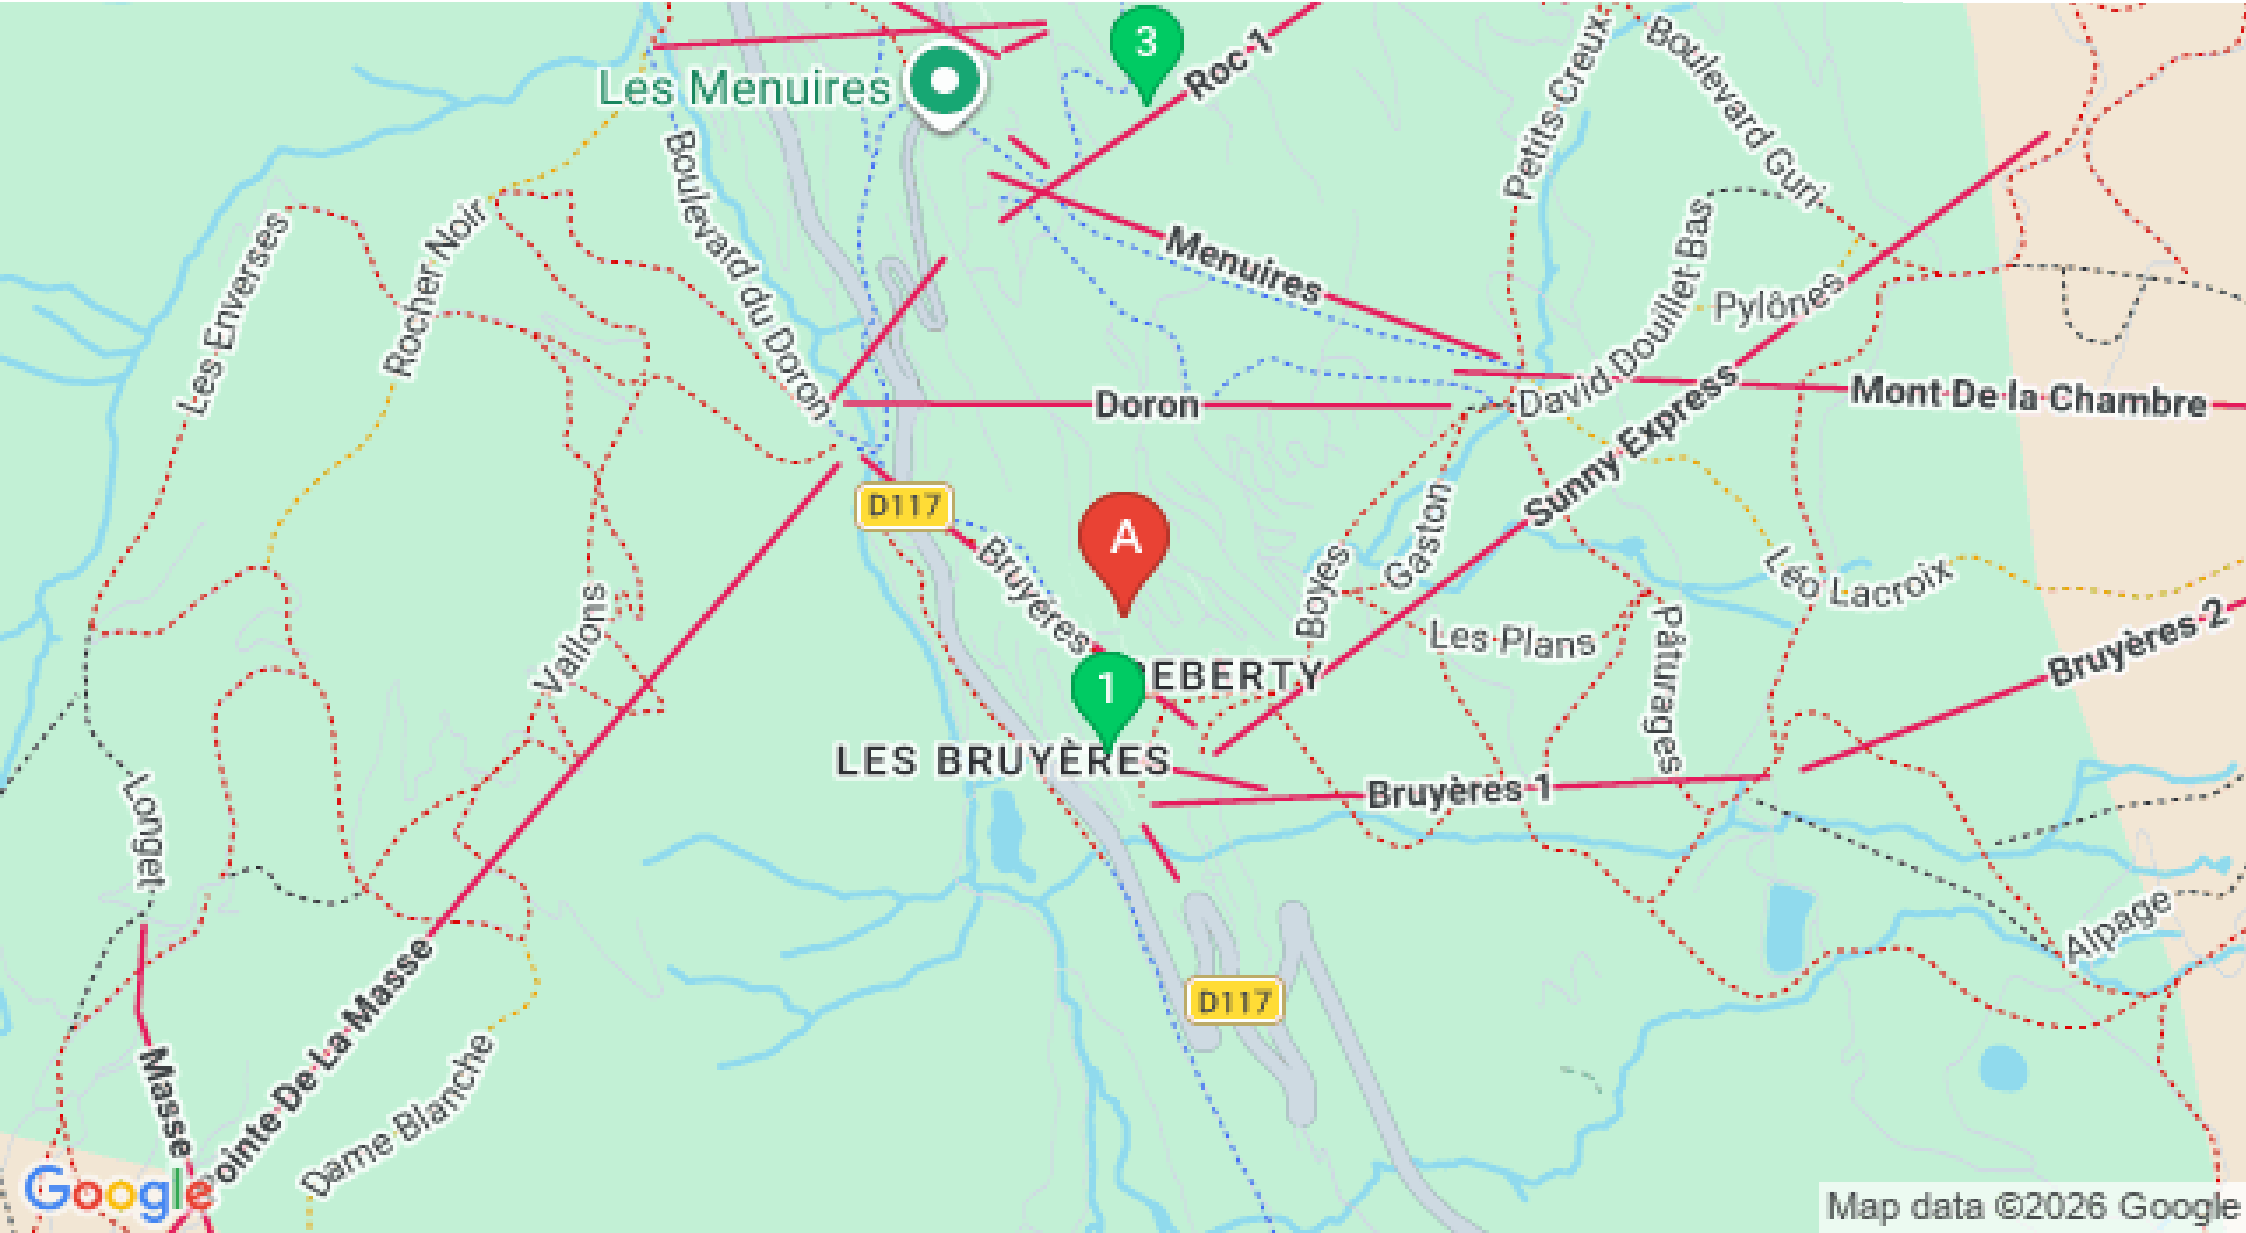 3
Roc 1
Les Menuires
Petits Creux
Boulevard Guri
Boulevard du Doron
Rocher Noir
Les Enverses
Menuires
David Douillet Bas
Pylônes
Doron
Mont De la Chambre
Sunny Express
D117
A
Bruyères
Gaston
Boyes
Léo Lacroix
Les Plans
Pâturages
Bruyères 2
Vallons
1
EBERTY
LES BRUYÈRES
Bruyères 1
Longet
Alpage
D117
Masse
ointe De La Masse
Dame Blanche
Google
Map data ©2026 Google